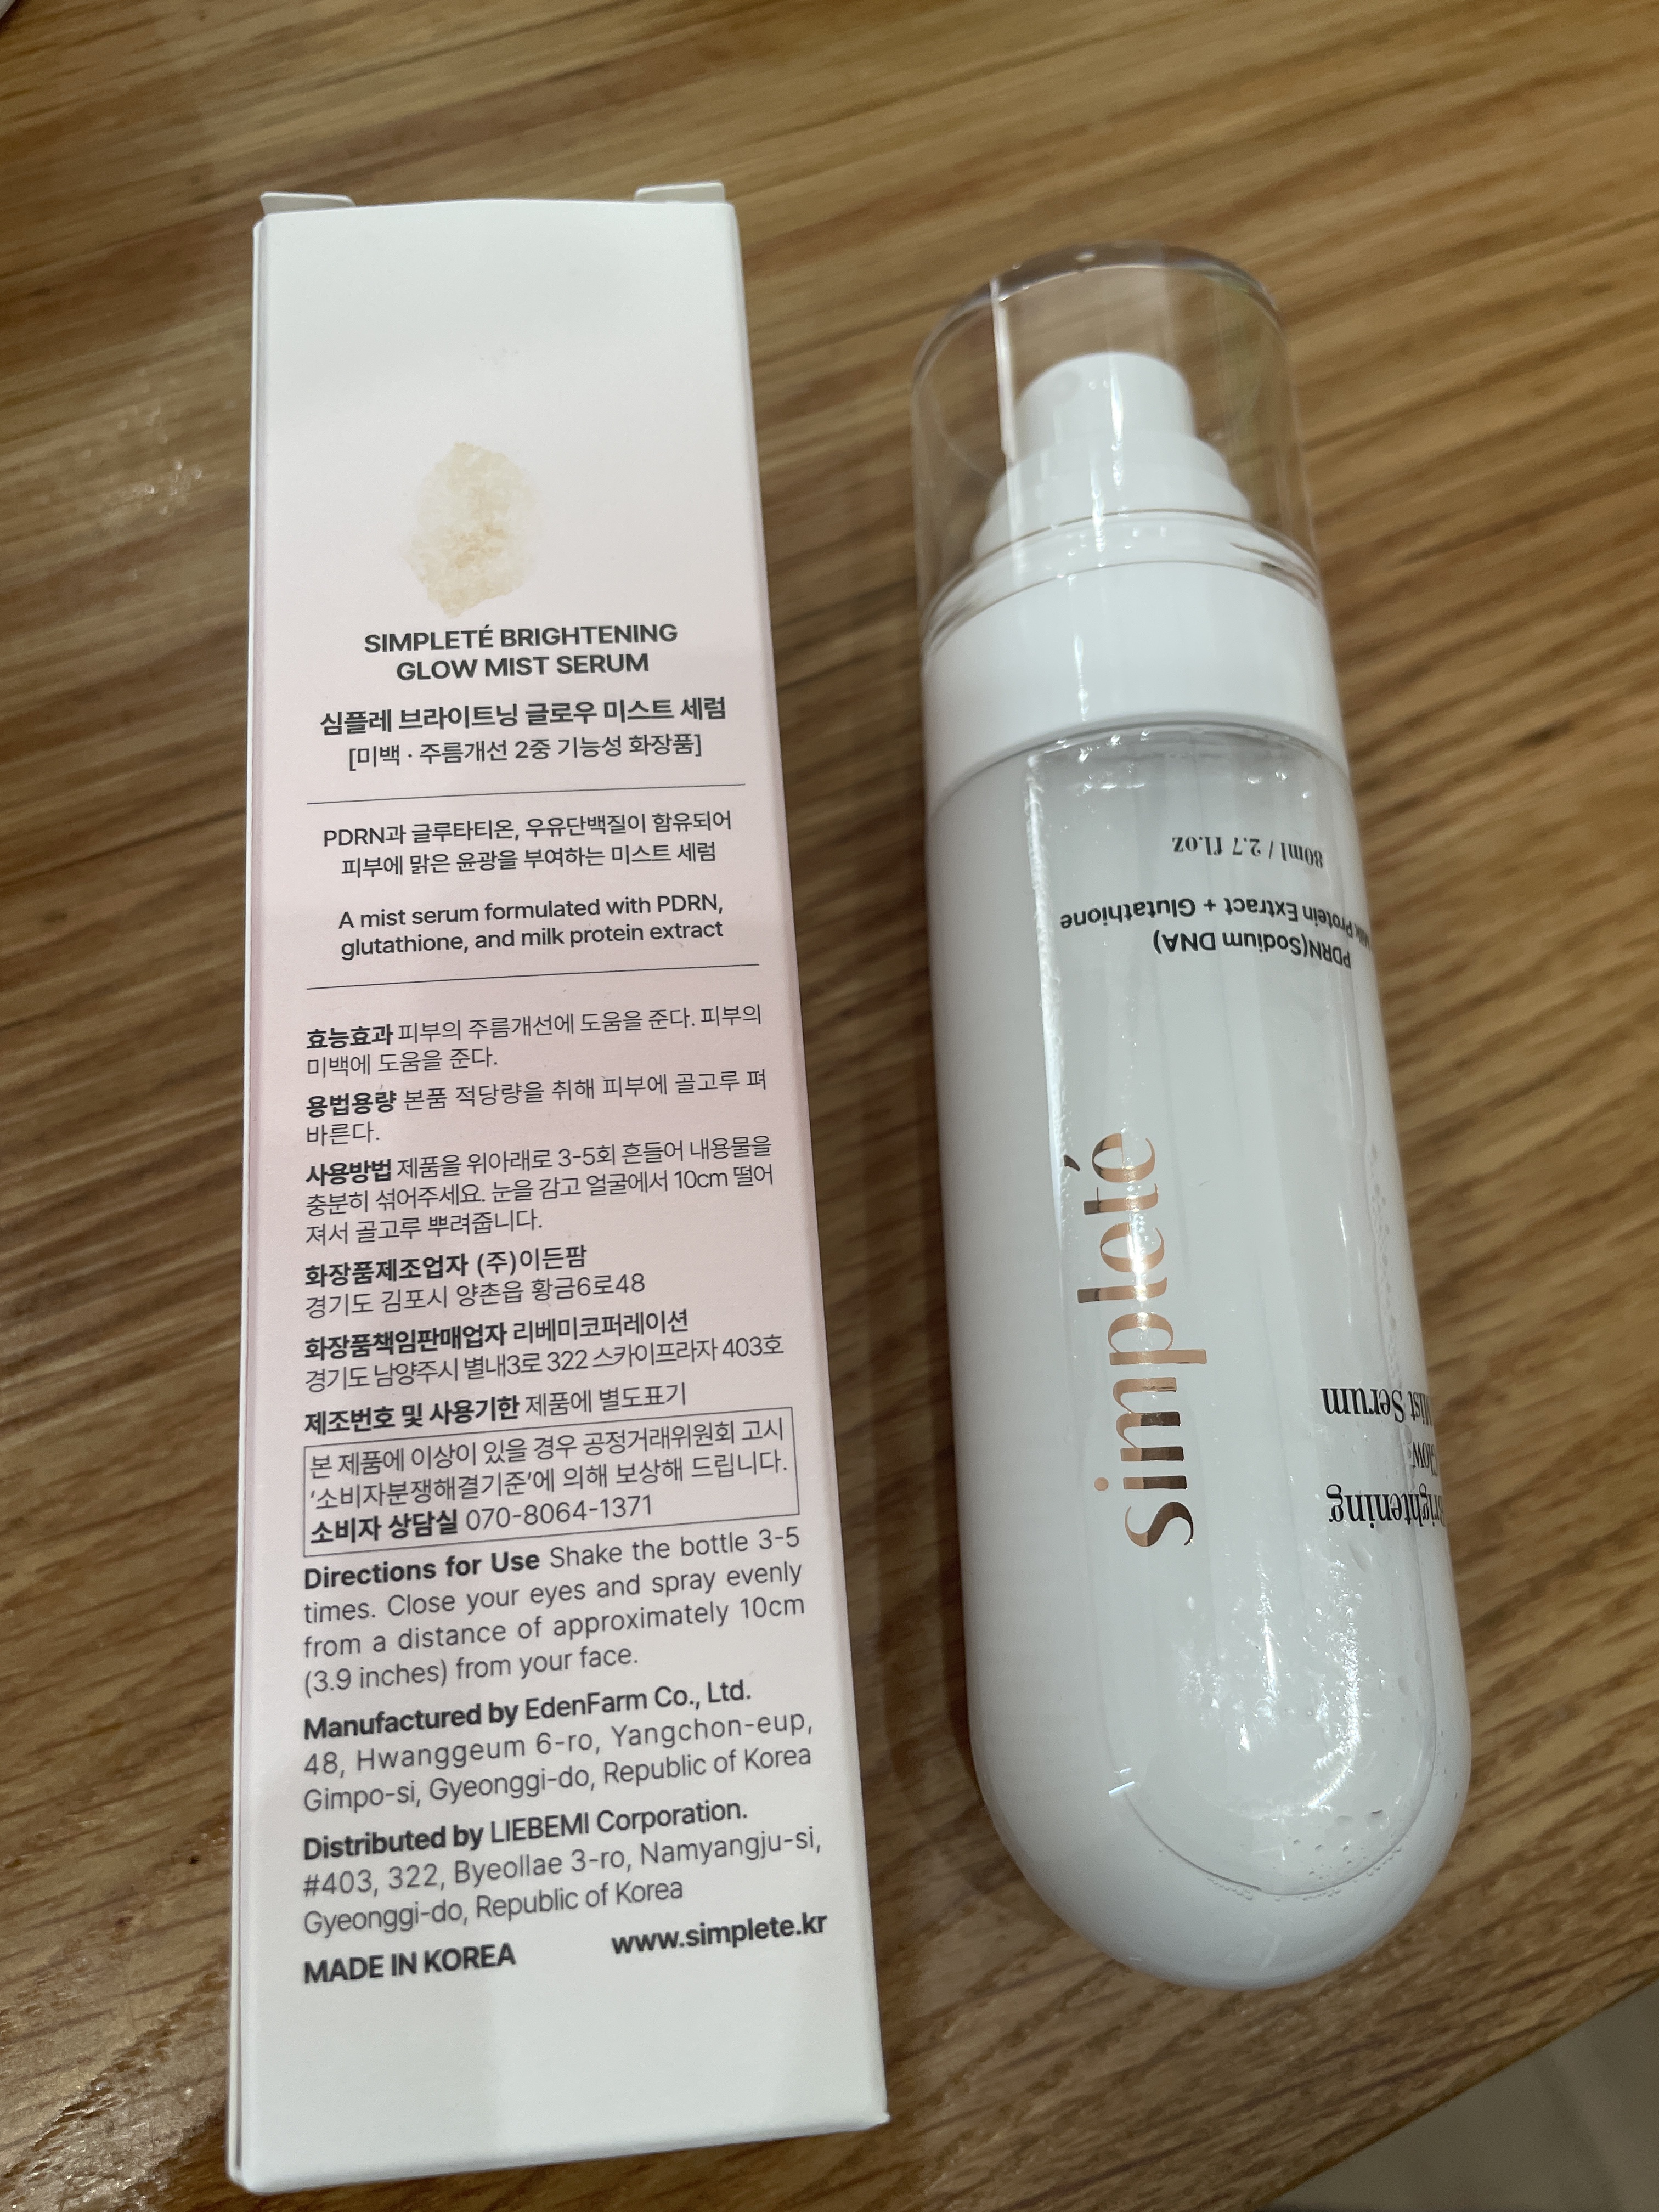 SIMPLETÉ BRIGHTENING
GLOW MIST SERUM
심플레 브라이트닝 글로우 미스트 세럼
[미백 · 주름개선 2중 기능성 화장품]
PDRN과 글루타티온, 우유단백질이 함유되어
피부에 맑은 윤광을 부여하는 미스트 세럼
A mist serum formulated with PDRN,
glutathione, and milk protein extract
효능효과 피부의 주름개선에 도움을 준다. 피부의
미백에 도움을 준다.
용법용량 본품 적당량을 취해 피부에 골고루 펴
바른다.
사용방법 제품을 위아래로 3-5회 흔들어 내용물을
충분히 섞어주세요. 눈을 감고 얼굴에서 10cm 떨어
져서 골고루 뿌려줍니다.
화장품제조업자 (주)이든팜
경기도 김포시 양촌읍 황금6로48
화장품책임판매업자 리베미코퍼레이션
경기도 남양주시 별내3로 322 스카이프라자 403호
제조번호 및 사용기한 제품에 별도표기
본 제품에 이상이 있을 경우 공정거래위원회 고시
'소비자분쟁해결기준'에 의해 보상해 드립니다.
소비자 상담실 070-8064-1371
Directions for Use Shake the bottle 3-5
times. Close your eyes and spray evenly
from a distance of approximately 10cm
(3.9 inches) from your face.
Manufactured by EdenFarm Co., Ltd.
48, Hwanggeum 6-ro, Yangchon-eup,
Gimpo-si, Gyeonggi-do, Republic of Korea
Distributed by LIEBEMI Corporation.
#403, 322, Byeollae 3-ro, Namyangju-si,
Gyeonggi-do, Republic of Korea
MADE IN KOREA www.simplete.kr
simpleté
Brightening
Glow
Mist Serum
PDRN(Sodium DNA)
Milk Protein Extract + Glutathione
80ml / 2.7 fl.oz